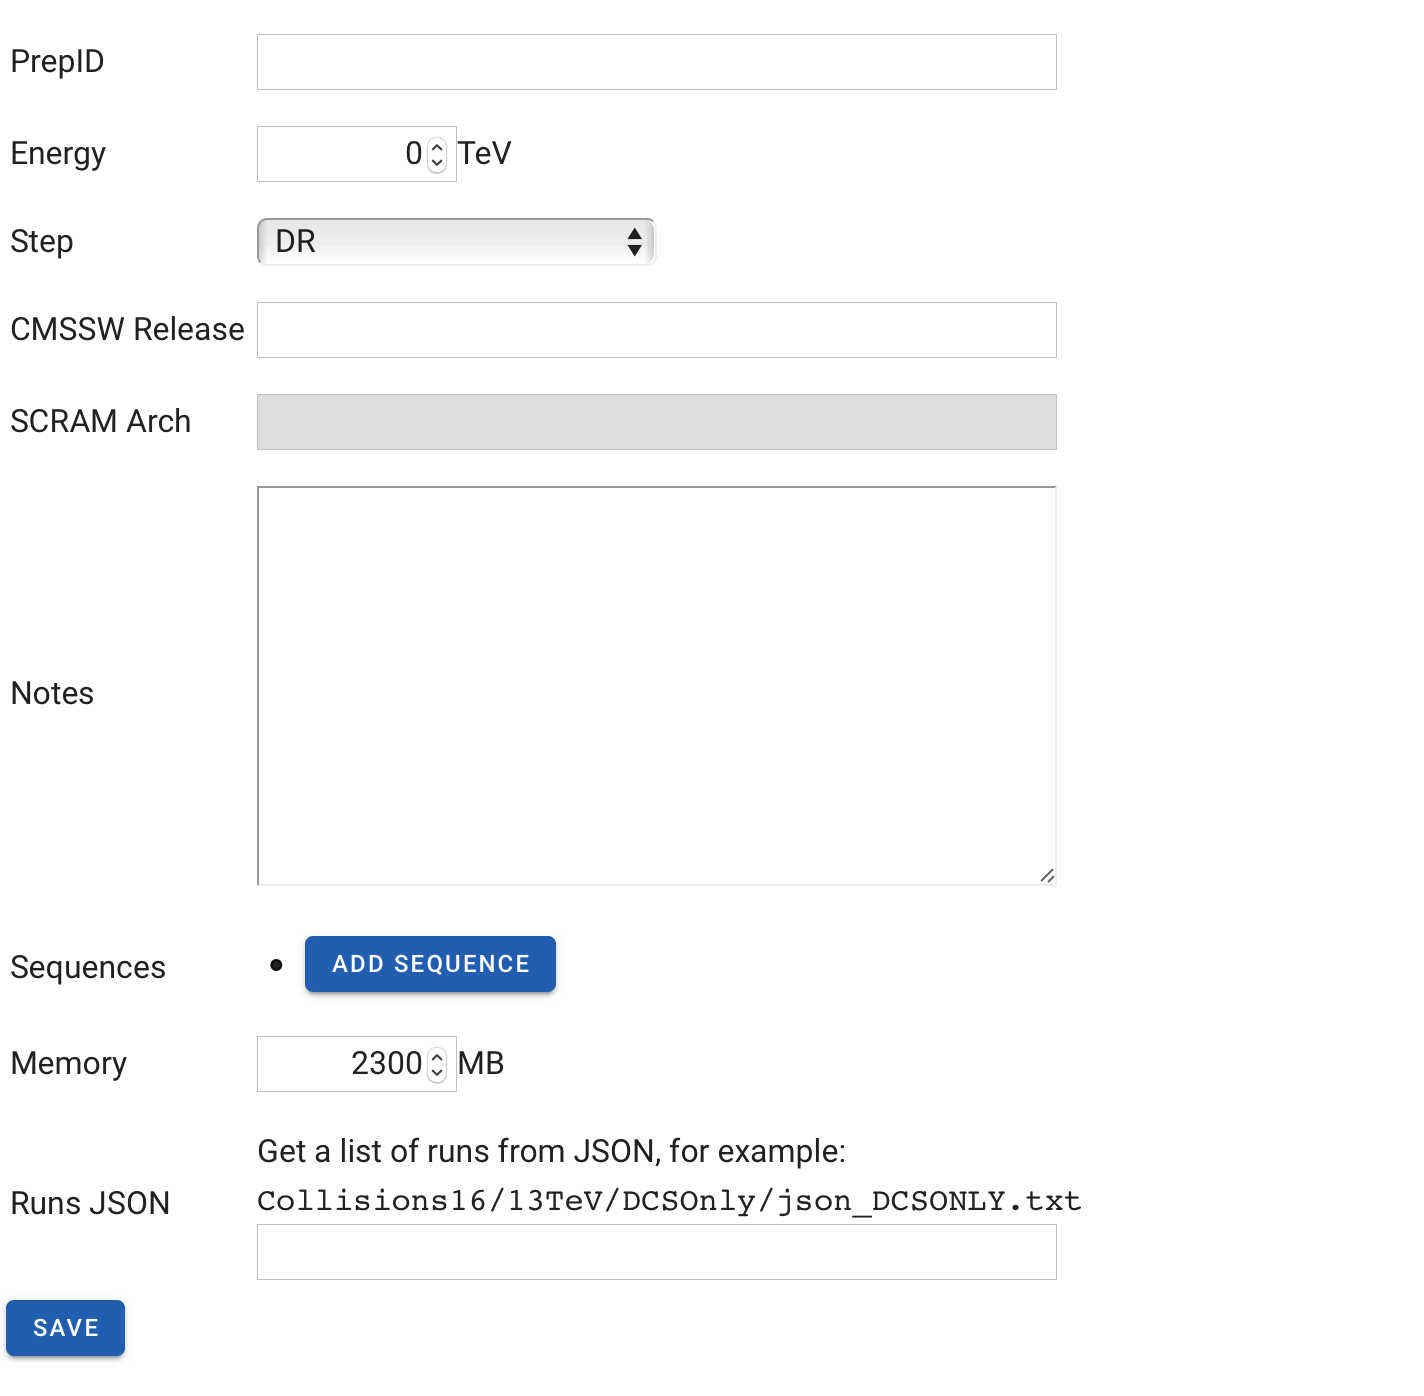 PrepID
Energy 0 TeV
Step DR
CMSSW Release
SCRAM Arch
Notes
Sequences • ADD SEQUENCE
Memory 2300 MB
Get a list of runs from JSON, for example:
Runs JSON Collisions16/13TeV/DCSOnly/json_DCSONLY.txt
SAVE